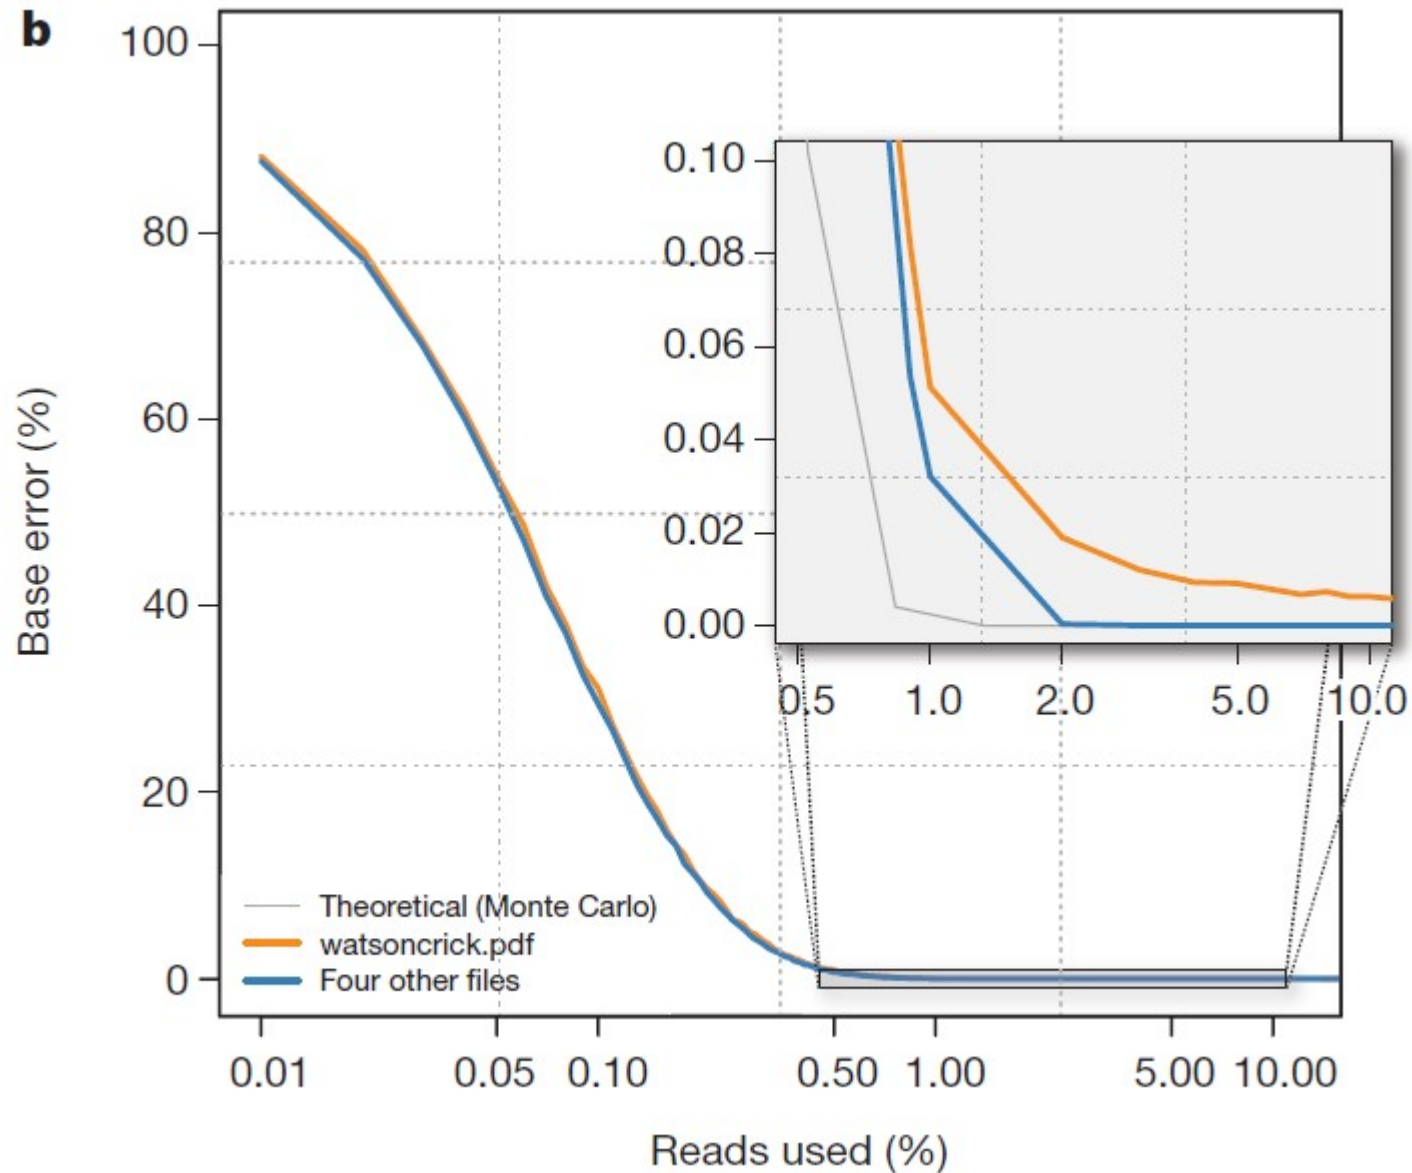 b
100
80
60
40
20
0
Base error (%)
0.10
0.08
0.06
0.04
0.02
0.00
0.5 1.0 2.0 5.0 10.0
Theoretical (Monte Carlo)
watsoncrick.pdf
Four other files
0.01 0.05 0.10 0.50 1.00 5.00 10.00
Reads used (%)